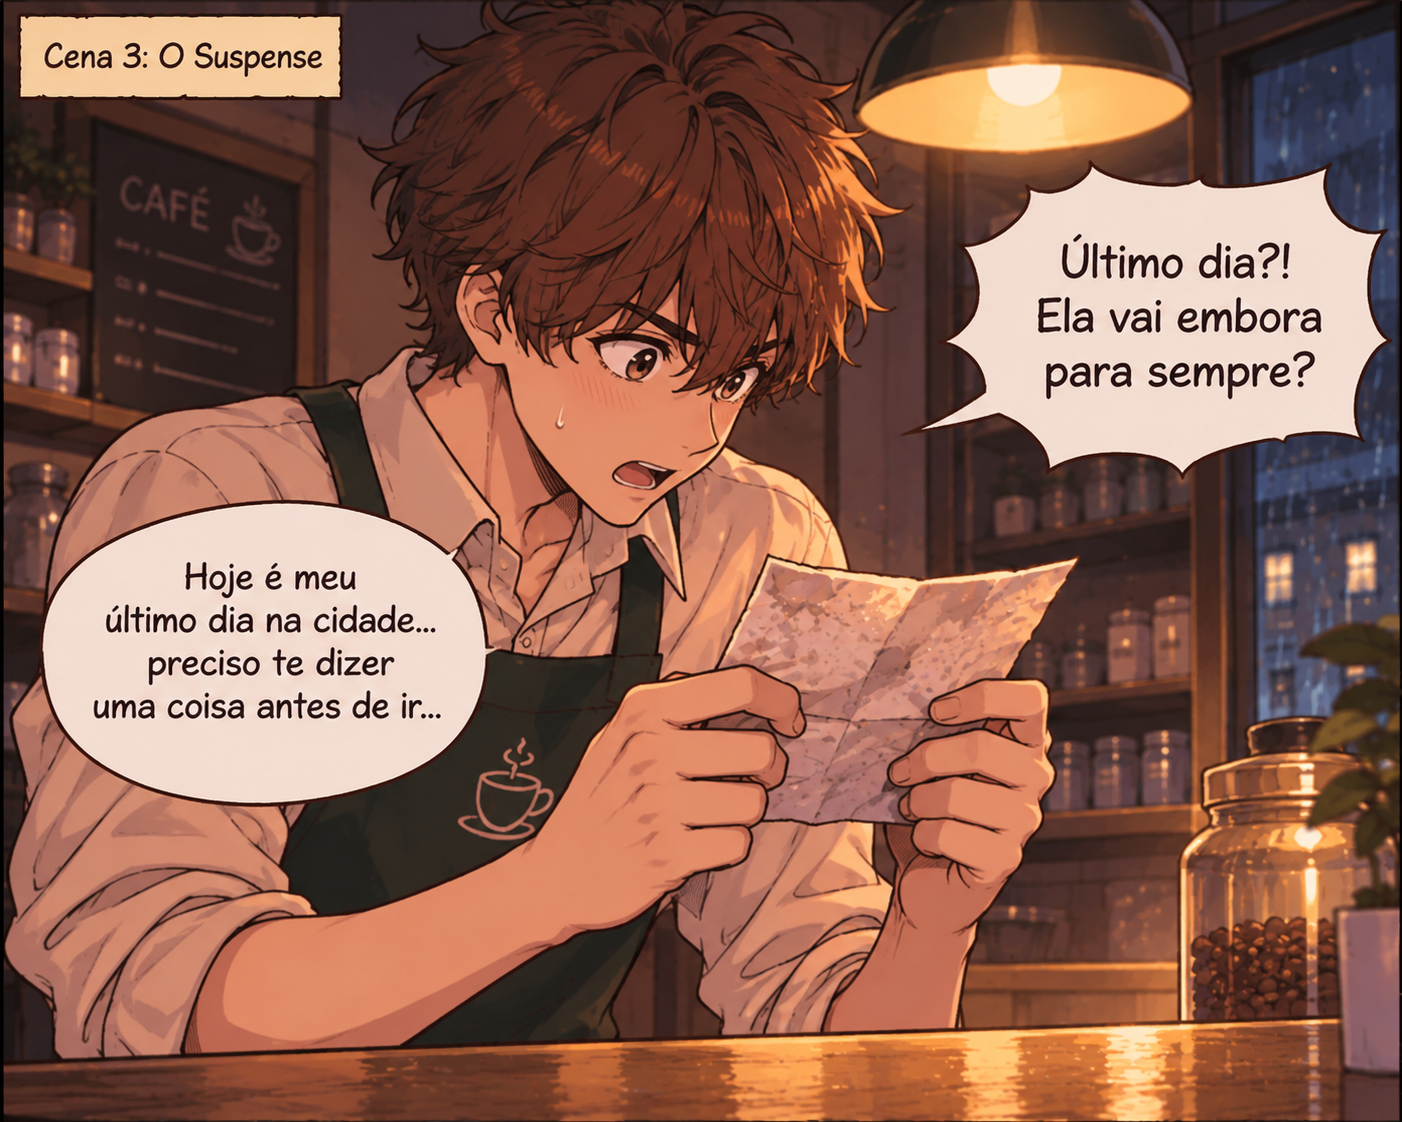 Cena 3: O Suspense
CAFÉ
Último dia?!
Ela vai embora
para sempre?
Hoje é meu
último dia na cidade...
preciso te dizer
uma coisa antes de ir...